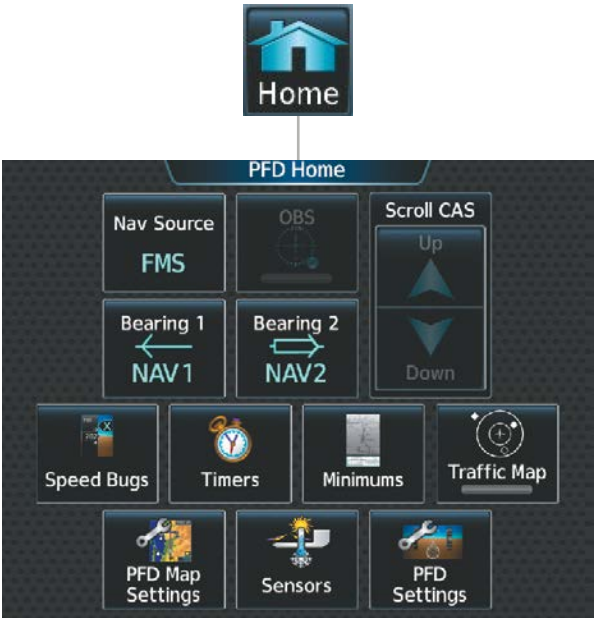 Home
PFD Home
Nav Source
FMS
OBS
Scroll CAS
Up
Down
Bearing 1
NAV1
Bearing 2
NAV2
Speed Bugs
Timers
Minimums
Traffic Map
PFD Map
Settings
Sensors
PFD
Settings